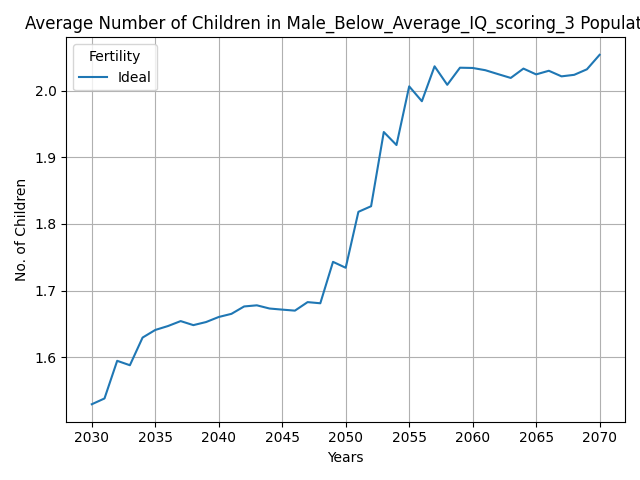 Average Number of Children in Male_Below_Average_IQ_scoring_3 Populat
Fertility
Ideal
No. of Children
2.0
1.9
1.8
1.7
1.6
2030 2035 2040 2045 2050 2055 2060 2065 2070
Years